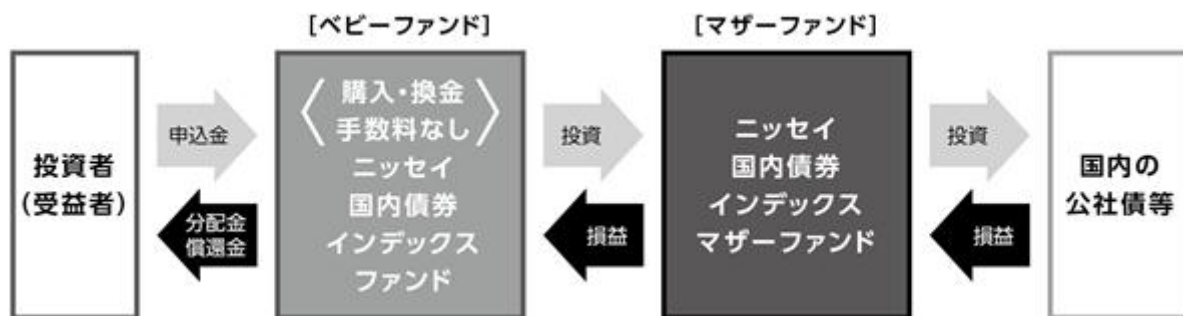 [ベビーファンド]
[マザーファンド]
投資者
(受益者)
申込金
分配金
償還金
〈購入・換金
手数料なし〉
ニッセイ
国内債券
インデックス
ファンド
投資
損益
ニッセイ
国内債券
インデックス
マザーファンド
投資
損益
国内の
公社債等